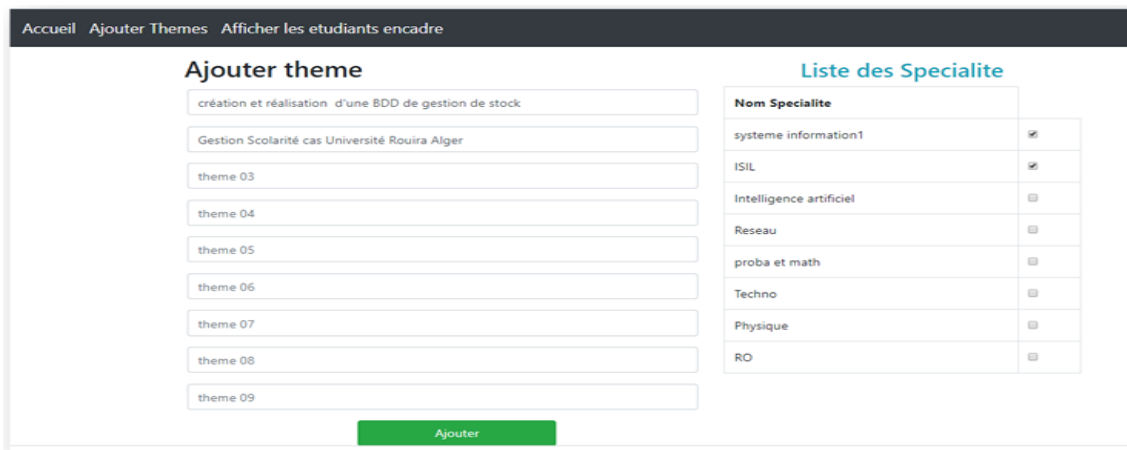 Accueil Ajouter Themes Afficher les etudiants encadre
Ajouter theme
création et réalisation d'une BDD de gestion de stock
Gestion Scolarité cas Université Rouira Alger
theme 03
theme 04
theme 05
theme 06
theme 07
theme 08
theme 09
Ajouter
Liste des Specialite
Nom Specialite
systeme information1
ISIL
Intelligence artificiel
Reseau
proba et math
Techno
Physique
RO